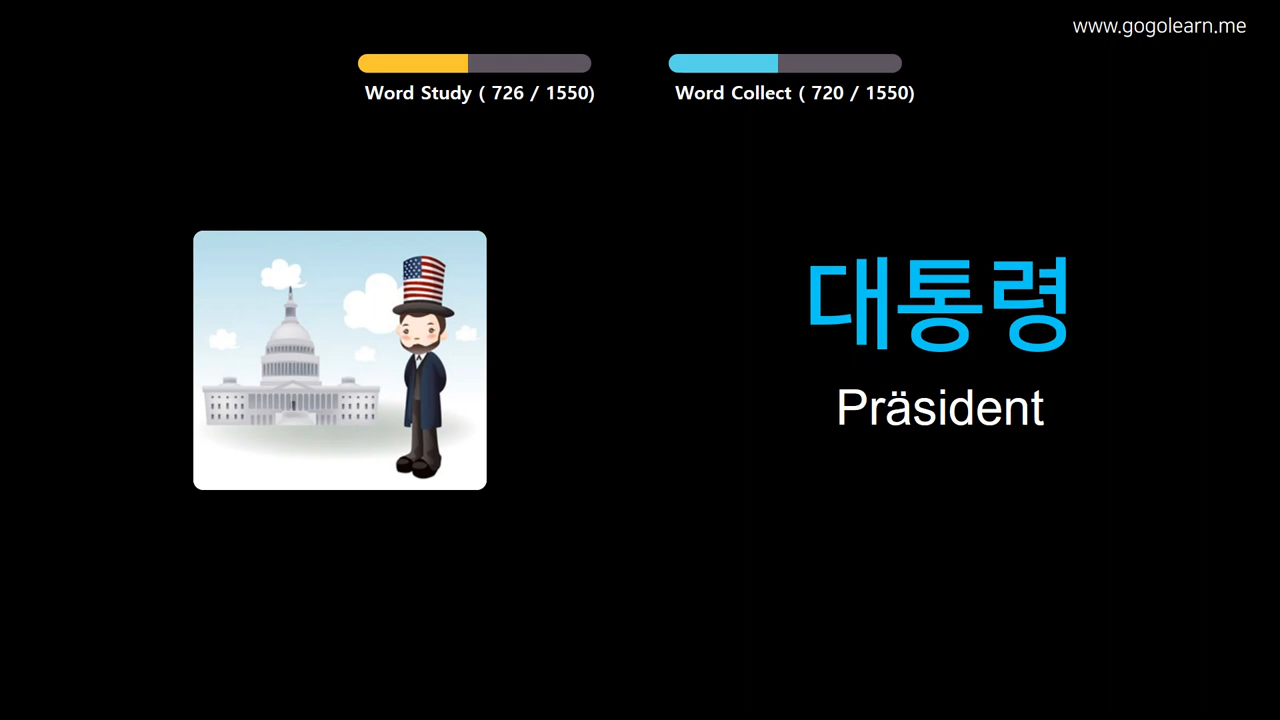 www.gogolearn.me
Word Study ( 726 / 1550)
Word Collect ( 720 / 1550)
대통령
Präsident